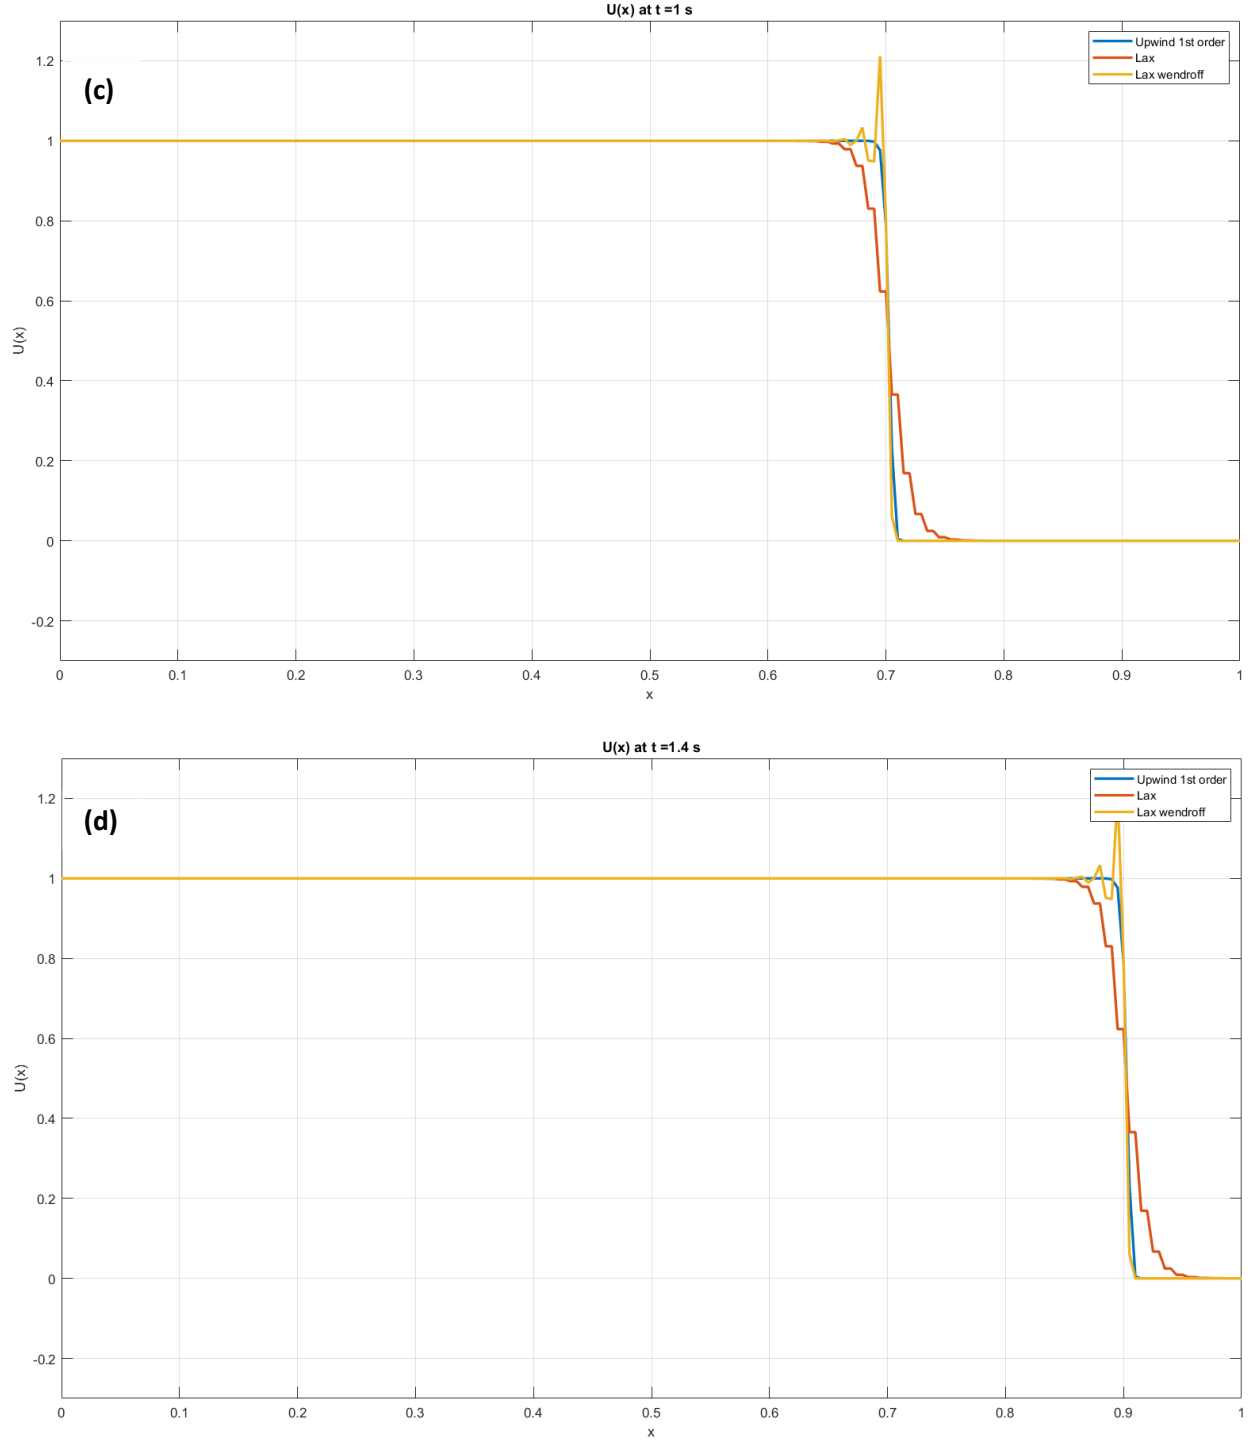 U(x) at t =1 s
Upwind 1st order
Lax
Lax wendroff
(c)
1.2
1
0.8
0.6
0.4
0.2
0
-0.2
U(x)
0 0.1 0.2 0.3 0.4 0.5 0.6 0.7 0.8 0.9 1
x
U(x) at t =1.4 s
Upwind 1st order
Lax
Lax wendroff
(d)
1.2
1
0.8
0.6
0.4
0.2
0
-0.2
U(x)
0 0.1 0.2 0.3 0.4 0.5 0.6 0.7 0.8 0.9 1
x